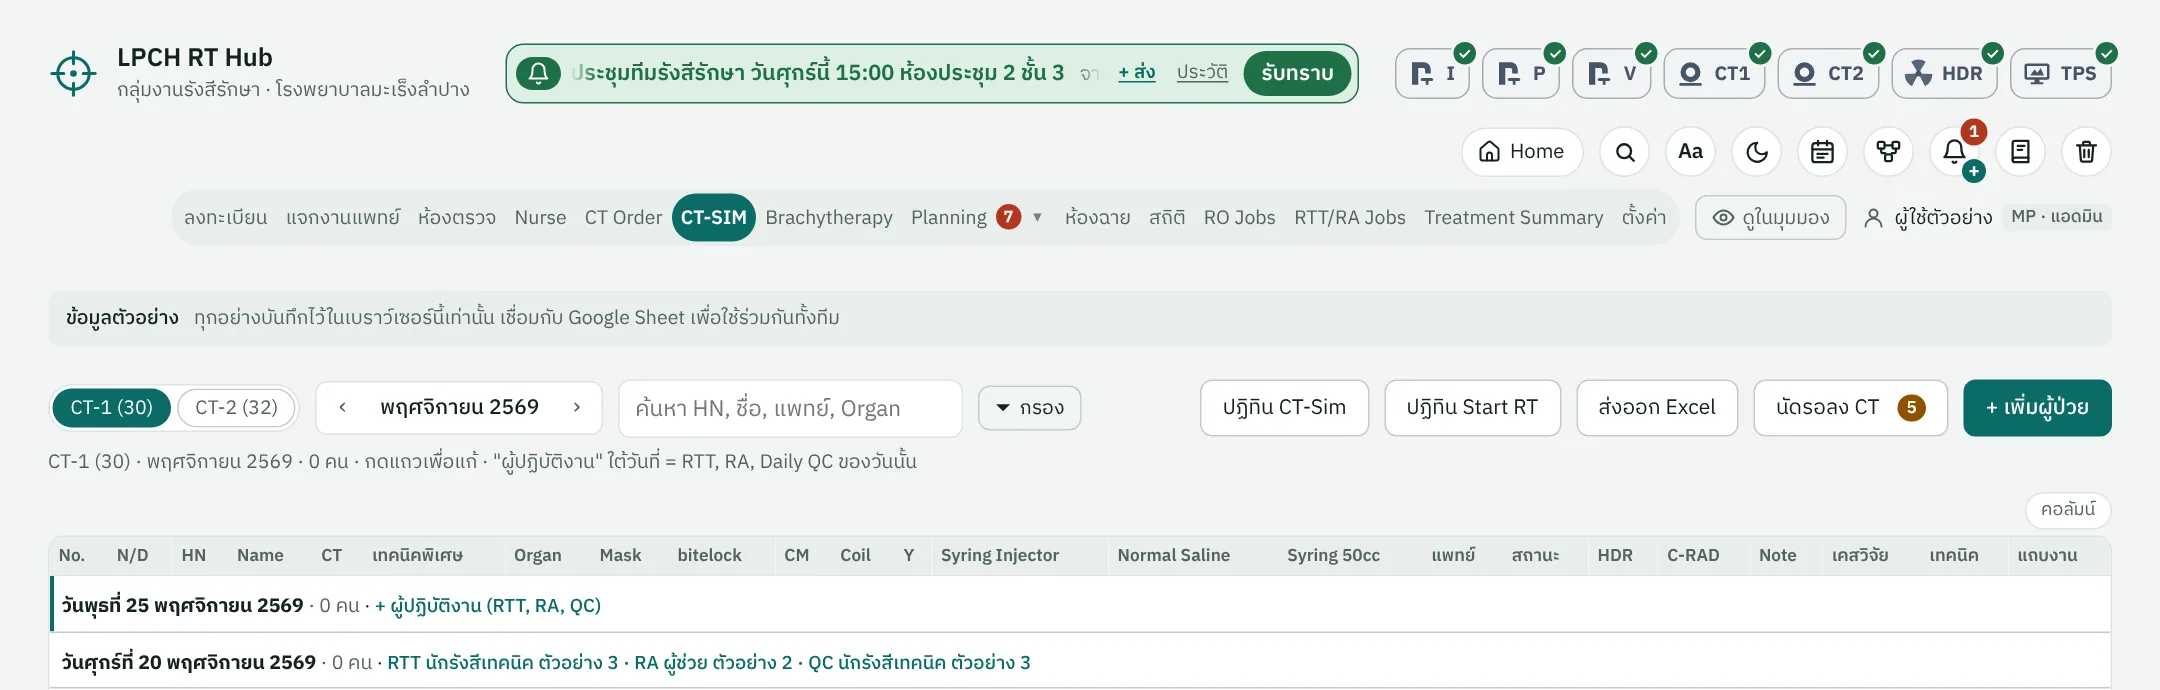 LPCH RT Hub
กลุ่มงานรังสีรักษา · โรงพยาบาลมะเร็งลำปาง
ประชุมทีมรังสีรักษา วันศุกร์นี้ 15:00 ห้องประชุม 2 ชั้น 3 จา + ส่ง ประวัติ รับทราบ
I P V CT1 CT2 HDR TPS
Home Aa 1 +
ลงทะเบียน แจกงานแพทย์ ห้องตรวจ Nurse CT Order CT-SIM Brachytherapy Planning 7 ▾ ห้องฉาย สถิติ RO Jobs RTT/RA Jobs Treatment Summary ตั้งค่า ดูในมุมมอง ผู้ใช้ตัวอย่าง MP · แอดมิน
ข้อมูลตัวอย่าง ทุกอย่างบันทึกไว้ในเบราว์เซอร์นี้เท่านั้น เชื่อมกับ Google Sheet เพื่อใช้ร่วมกันทั้งทีม
CT-1 (30) CT-2 (32) ‹ พฤศจิกายน 2569 › ค้นหา HN, ชื่อ, แพทย์, Organ ▾ กรอง ปฏิทิน CT-Sim ปฏิทิน Start RT ส่งออก Excel นัดรอลง CT 5 + เพิ่มผู้ป่วย
CT-1 (30) · พฤศจิกายน 2569 · 0 คน · กดแถวเพื่อแก้ · "ผู้ปฏิบัติงาน" ใต้วันที่ = RTT, RA, Daily QC ของวันนั้น
คอลัมน์
No. N/D HN Name CT เทคนิคพิเศษ Organ Mask bitelock CM Coil Y Syring Injector Normal Saline Syring 50cc แพทย์ สถานะ HDR C-RAD Note เคสวิจัย เทคนิค แถบงาน
วันพุธที่ 25 พฤศจิกายน 2569 · 0 คน · + ผู้ปฏิบัติงาน (RTT, RA, QC)
วันศุกร์ที่ 20 พฤศจิกายน 2569 · 0 คน · RTT นักรังสีเทคนิค ตัวอย่าง 3 · RA ผู้ช่วย ตัวอย่าง 2 · QC นักรังสีเทคนิค ตัวอย่าง 3